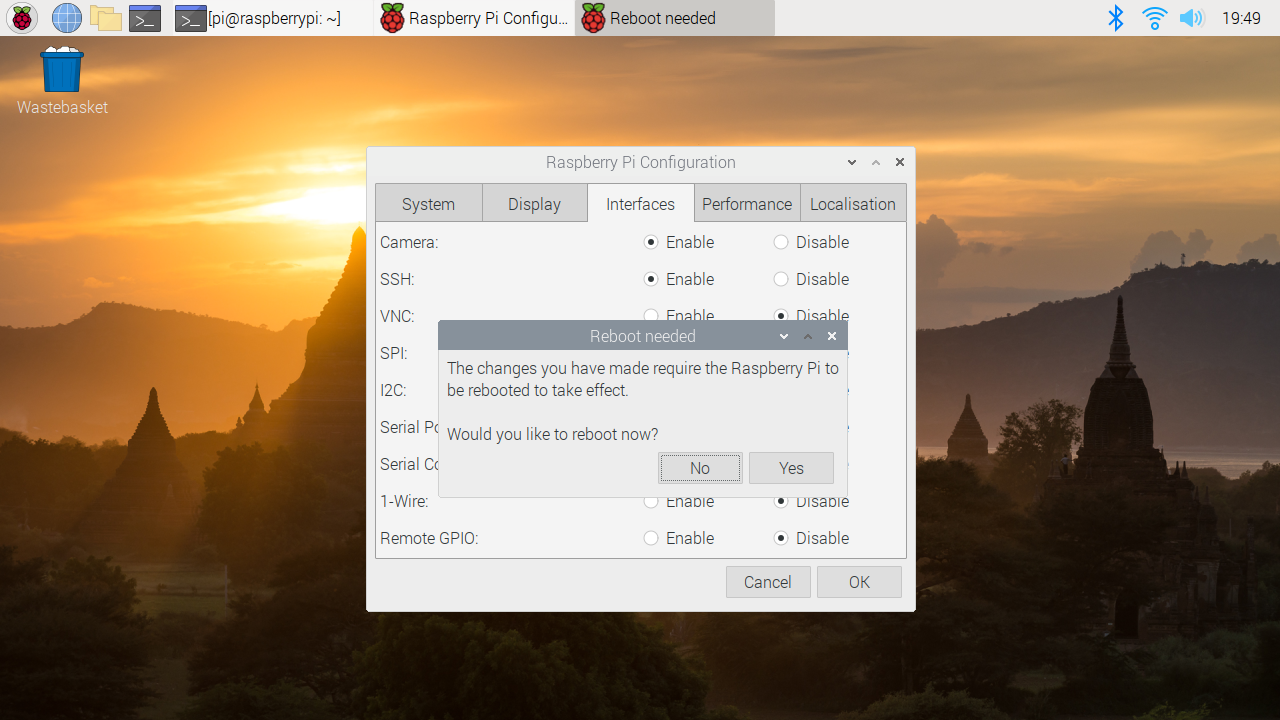 [pi@raspberrypi: ~]
Raspberry Pi Configu...
Reboot needed
19:49
Wastebasket
Raspberry Pi Configuration
System Display Interfaces Performance Localisation
Camera: Enable Disable
SSH: Enable Disable
VNC: Enable Disable
Reboot needed
SPI:
The changes you have made require the Raspberry Pi to
I2C:
be rebooted to take effect.
Serial Po
Would you like to reboot now?
Serial Co
No Yes
1-Wire: Enable Disable
Remote GPIO: Enable Disable
Cancel OK